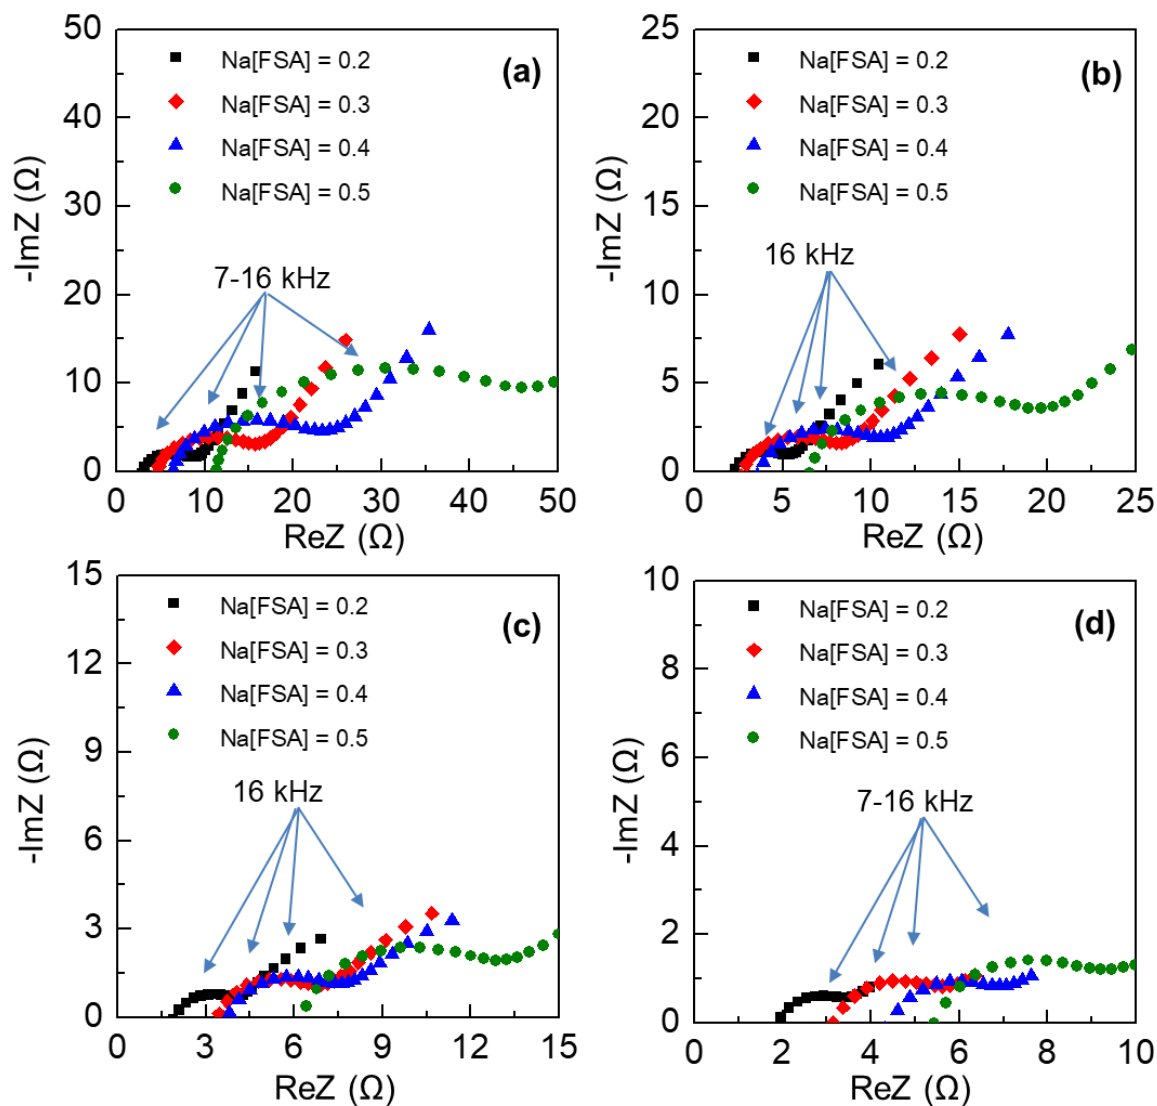 50
40
30
20
10
0
-ImZ (Ω)
Na[FSA] = 0.2
Na[FSA] = 0.3
Na[FSA] = 0.4
Na[FSA] = 0.5
(a)
7-16 kHz
0 10 20 30 40 50
ReZ (Ω)
25
20
15
10
5
0
-ImZ (Ω)
Na[FSA] = 0.2
Na[FSA] = 0.3
Na[FSA] = 0.4
Na[FSA] = 0.5
(b)
16 kHz
0 5 10 15 20 25
ReZ (Ω)
15
12
9
6
3
0
-ImZ (Ω)
Na[FSA] = 0.2
Na[FSA] = 0.3
Na[FSA] = 0.4
Na[FSA] = 0.5
(c)
16 kHz
0 3 6 9 12 15
ReZ (Ω)
10
8
6
4
2
0
-ImZ (Ω)
Na[FSA] = 0.2
Na[FSA] = 0.3
Na[FSA] = 0.4
Na[FSA] = 0.5
(d)
7-16 kHz
0 2 4 6 8 10
ReZ (Ω)